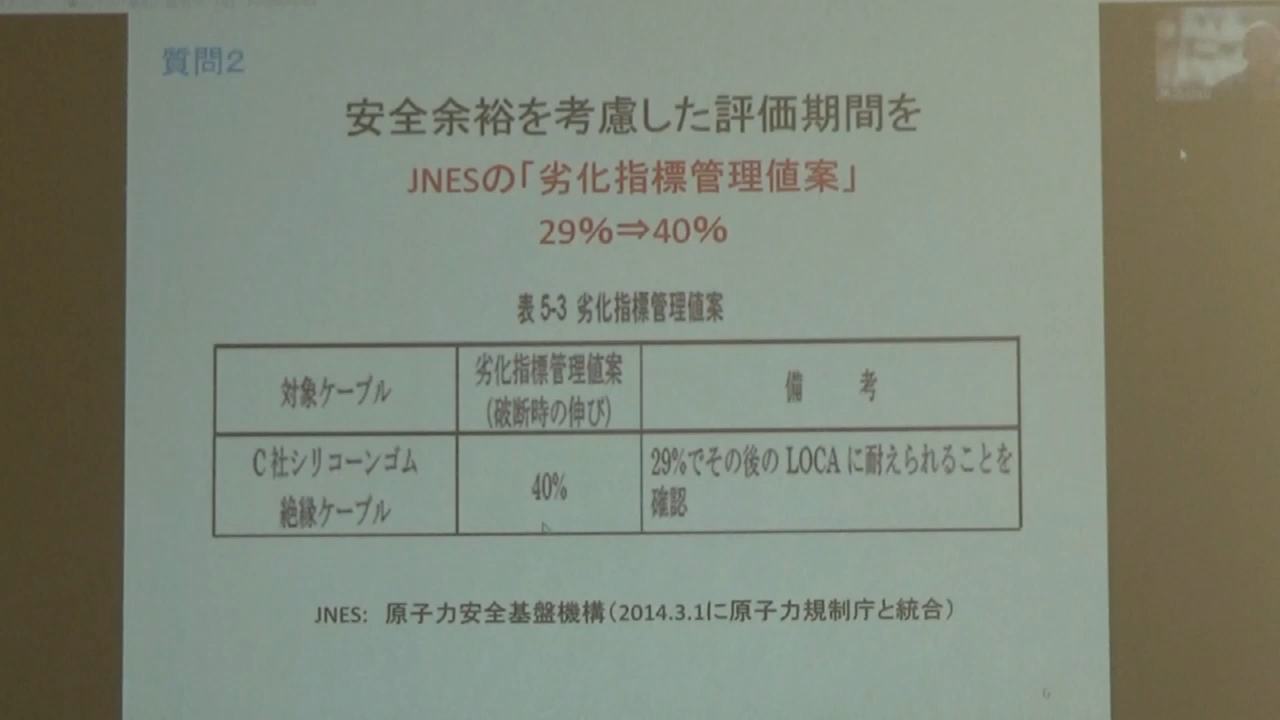 質問2
安全余裕を考慮した評価期間を
JNESの「劣化指標管理値案」
29%⇒40%
表 5-3 劣化指標管理値案
対象ケーブル
劣化指標管理値案
(破断時の伸び)
備 考
C社シリコーンゴム
絶縁ケーブル
40%
29%でその後の LOCA に耐えられることを
確認
JNES: 原子力安全基盤機構(2014.3.1に原子力規制庁と統合)
6